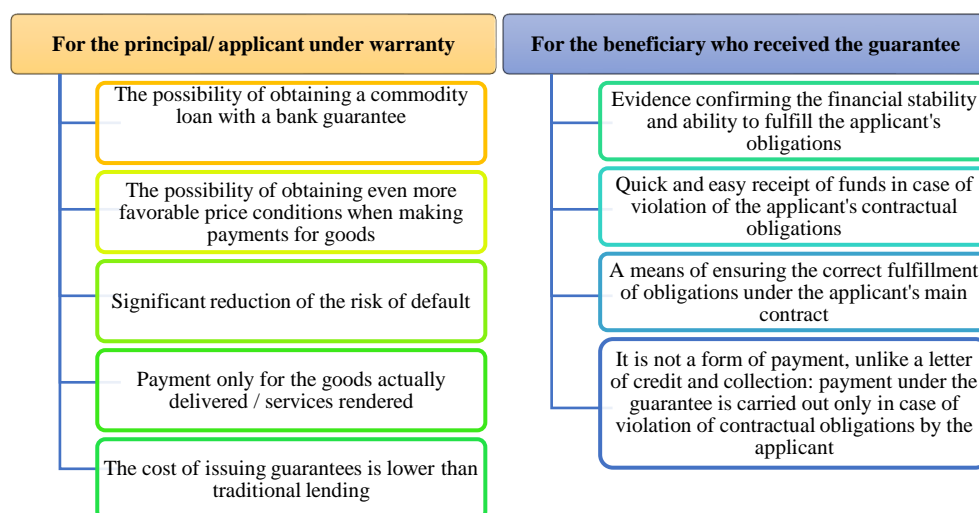 For the principal/ applicant under warranty
The possibility of obtaining a commodity
loan with a bank guarantee
The possibility of obtaining even more
favorable price conditions when making
payments for goods
Significant reduction of the risk of default
Payment only for the goods actually
delivered / services rendered
The cost of issuing guarantees is lower than
traditional lending
For the beneficiary who received the guarantee
Evidence confirming the financial stability
and ability to fulfill the applicant's
obligations
Quick and easy receipt of funds in case of
violation of the applicant's contractual
obligations
A means of ensuring the correct fulfillment
of obligations under the applicant's main
contract
It is not a form of payment, unlike a letter
of credit and collection: payment under the
guarantee is carried out only in case of
violation of contractual obligations by the
applicant